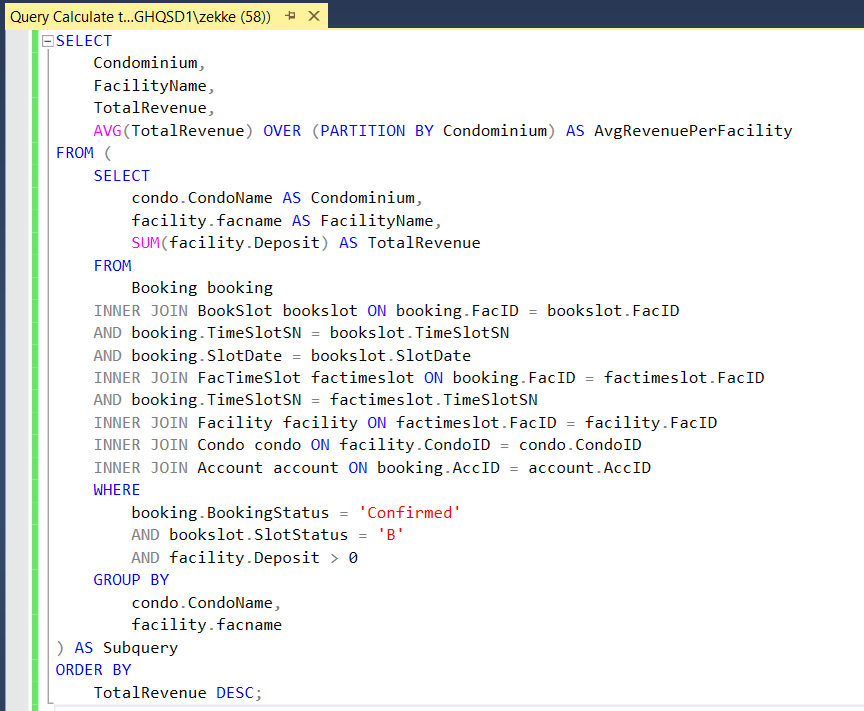 Query Calculate t...GHQSD1\zekke (58))
SELECT
Condominium,
FacilityName,
TotalRevenue,
AVG(TotalRevenue) OVER (PARTITION BY Condominium) AS AvgRevenuePerFacility
FROM (
SELECT
condo.CondoName AS Condominium,
facility.facname AS FacilityName,
SUM(facility.Deposit) AS TotalRevenue
FROM
Booking booking
INNER JOIN BookSlot bookslot ON booking.FacID = bookslot.FacID
AND booking.TimeSlotSN = bookslot.TimeSlotSN
AND booking.SlotDate = bookslot.SlotDate
INNER JOIN FacTimeSlot factimeslot ON booking.FacID = factimeslot.FacID
AND booking.TimeSlotSN = factimeslot.TimeSlotSN
INNER JOIN Facility facility ON factimeslot.FacID = facility.FacID
INNER JOIN Condo condo ON facility.CondoID = condo.CondoID
INNER JOIN Account account ON booking.AccID = account.AccID
WHERE
booking.BookingStatus = 'Confirmed'
AND bookslot.SlotStatus = 'B'
AND facility.Deposit > 0
GROUP BY
condo.CondoName,
facility.facname
) AS Subquery
ORDER BY
TotalRevenue DESC;